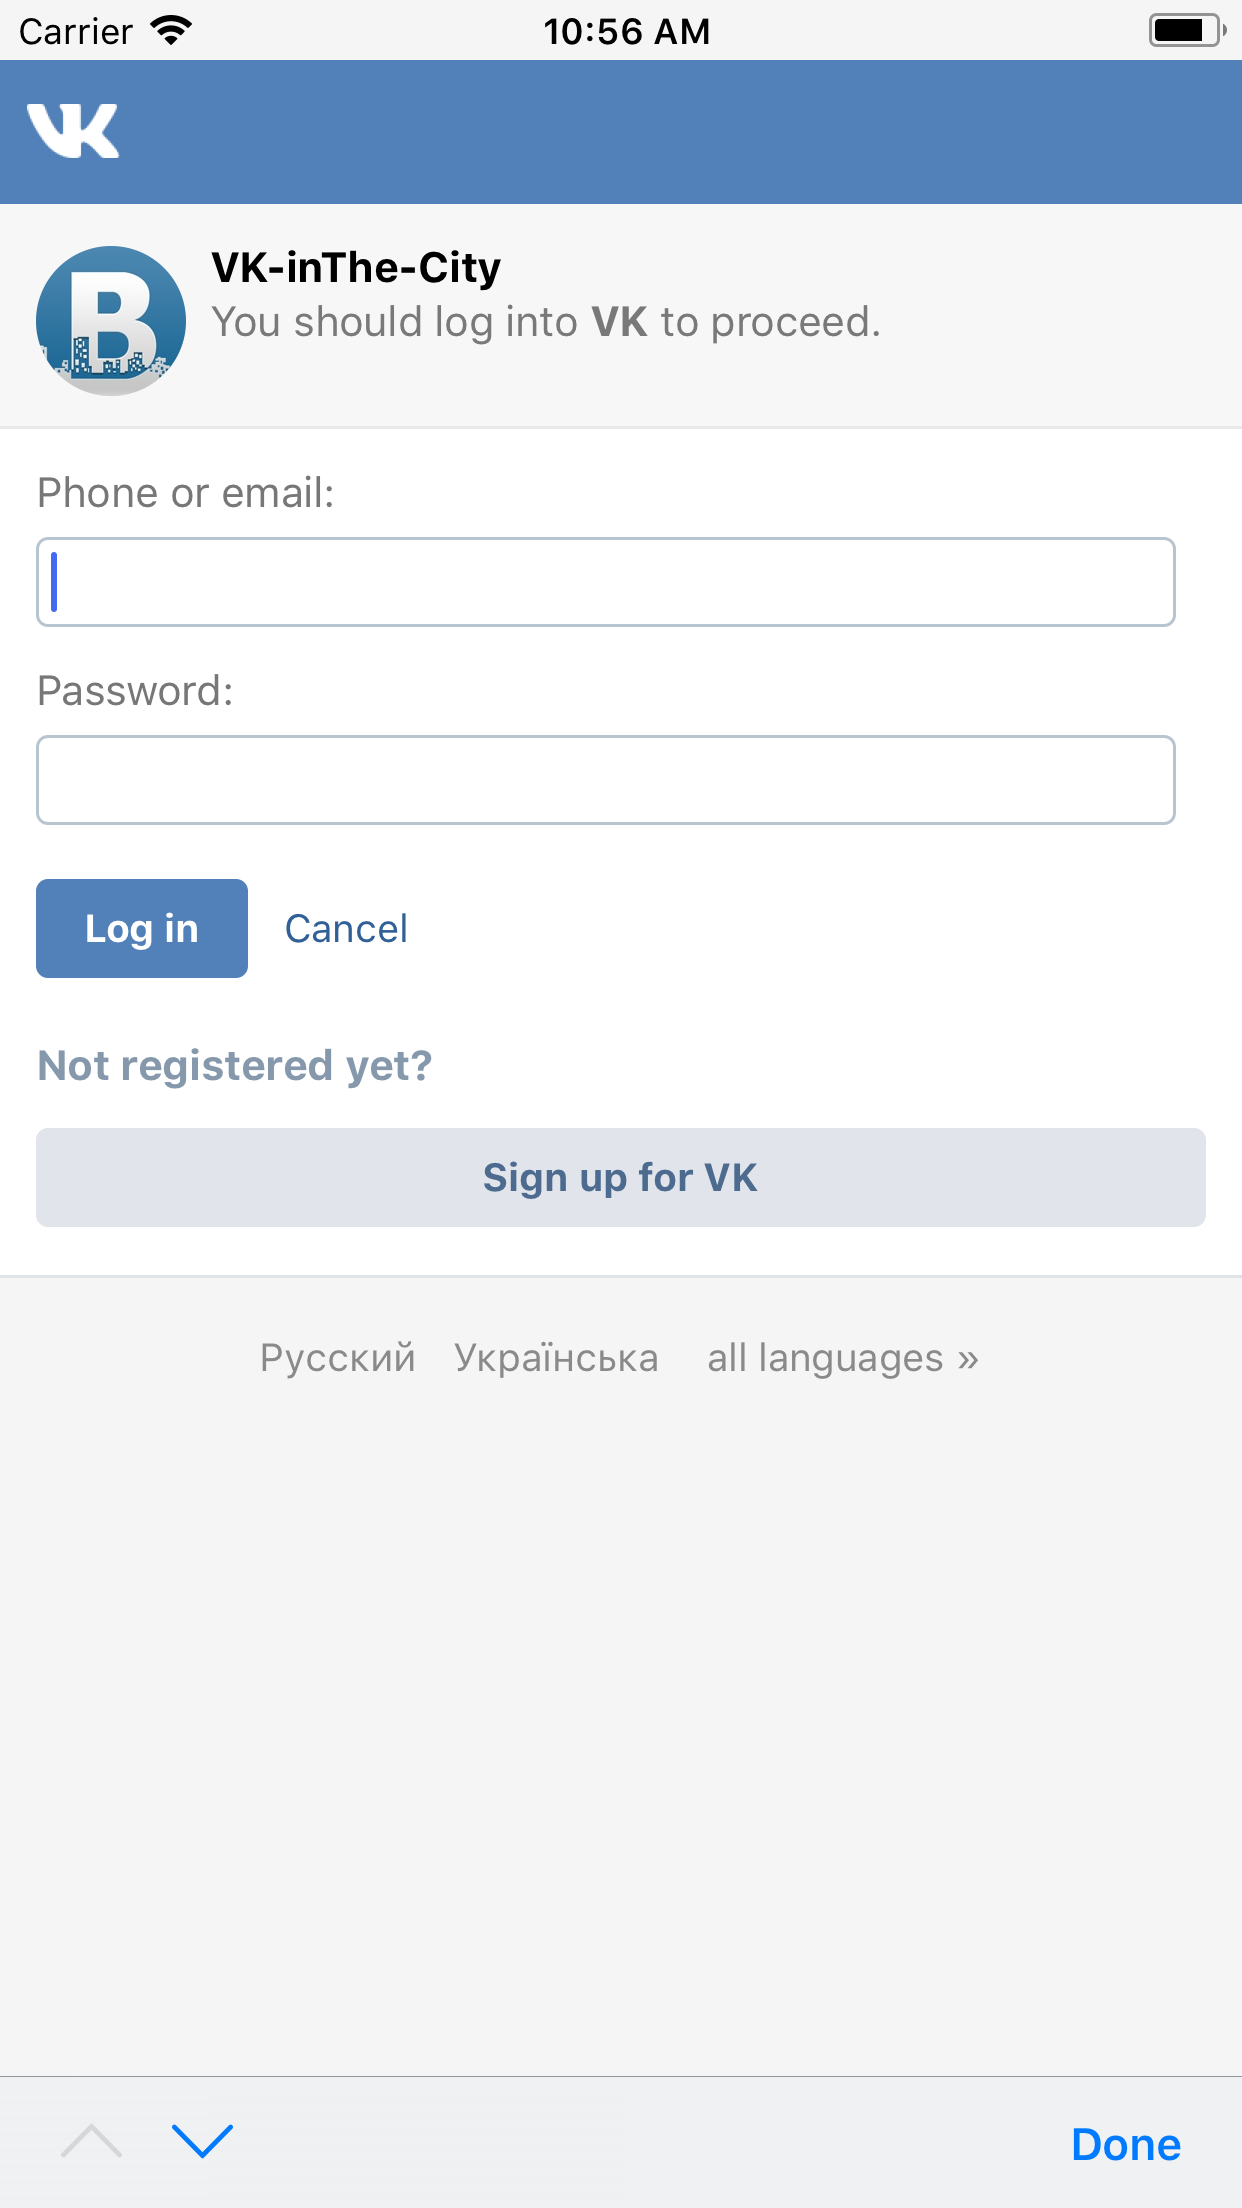 Carrier 10:56 AM
VK
VK-inThe-City
You should log into VK to proceed.
B
Phone or email:
Password:
Log in Cancel
Not registered yet?
Sign up for VK
Русский Українська all languages »
Done